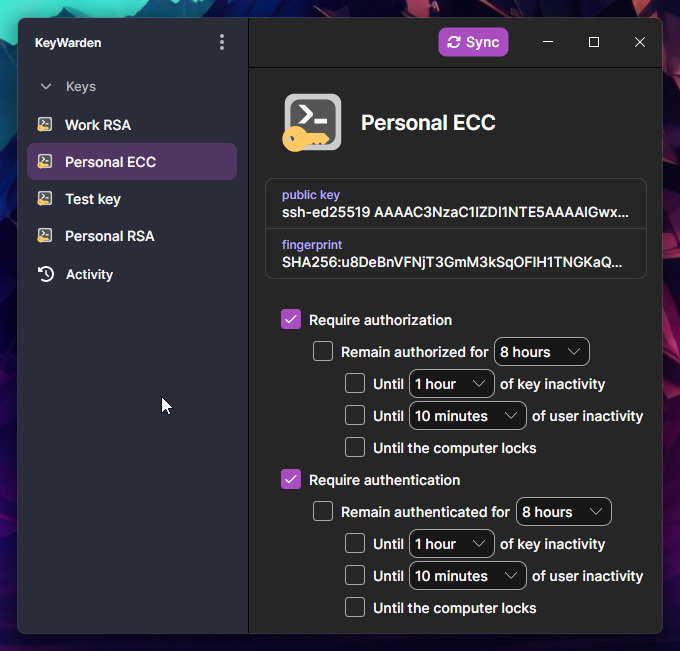 KeyWarden
Sync
Keys
Work RSA
Personal ECC
Test key
Personal RSA
Activity
Personal ECC
public key
ssh-ed25519 AAAAC3NzaC1lZDI1NTE5AAAAIGwx...
fingerprint
SHA256:u8DeBnVFNjT3GmM3kSqOFIH1TNGKaQ...
Require authorization
Remain authorized for 8 hours
Until 1 hour of key inactivity
Until 10 minutes of user inactivity
Until the computer locks
Require authentication
Remain authenticated for 8 hours
Until 1 hour of key inactivity
Until 10 minutes of user inactivity
Until the computer locks